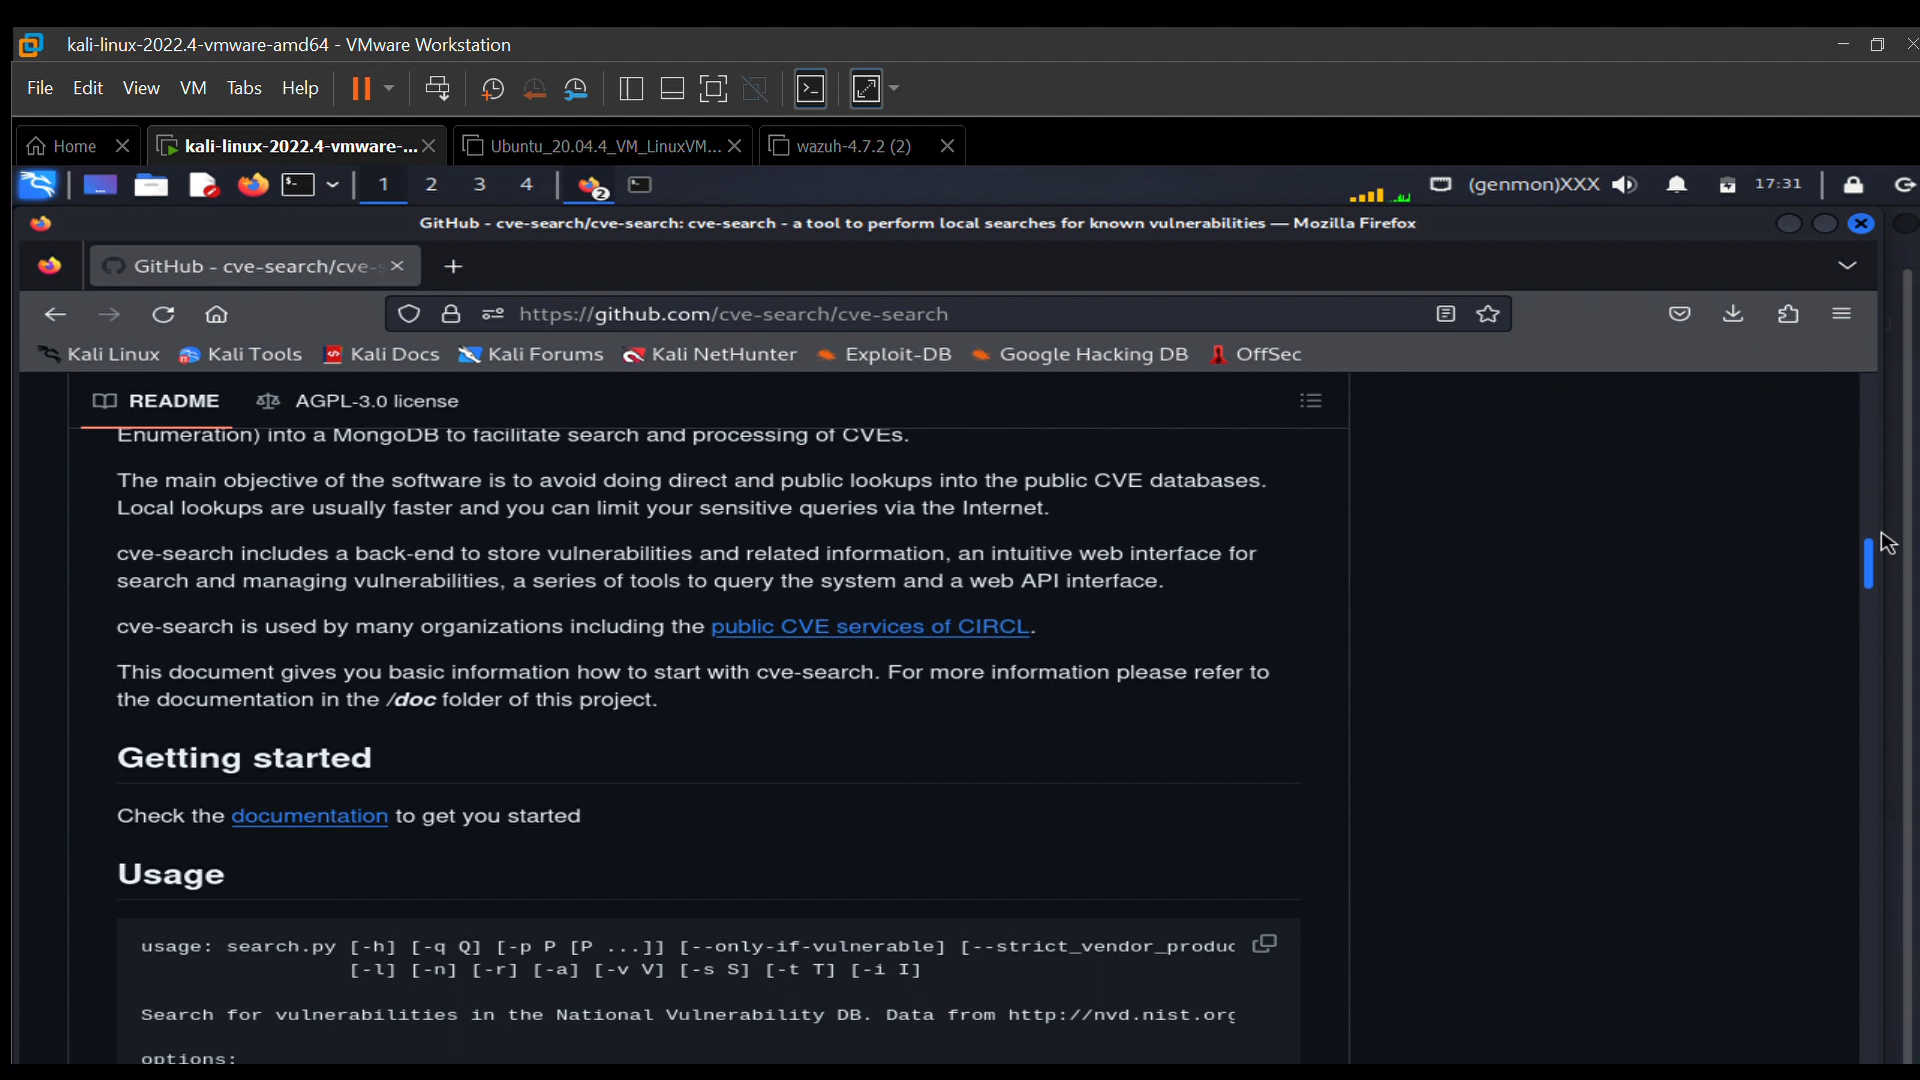 kali-linux-2022.4-vmware-amd64 - VMware Workstation
File Edit View VM Tabs Help
Home kali-linux-2022.4-vmware-... Ubuntu_20.04.4_VM_LinuxVM... wazuh-4.7.2 (2)
1 2 3 4 2 (genmon)XXX 17:31
GitHub - cve-search/cve-search: cve-search - a tool to perform local searches for known vulnerabilities — Mozilla Firefox
GitHub - cve-search/cve-s
https://github.com/cve-search/cve-search
Kali Linux Kali Tools Kali Docs Kali Forums Kali NetHunter Exploit-DB Google Hacking DB OffSec
README AGPL-3.0 license
Enumeration) into a MongoDB to facilitate search and processing of CVEs.
The main objective of the software is to avoid doing direct and public lookups into the public CVE databases.
Local lookups are usually faster and you can limit your sensitive queries via the Internet.
cve-search includes a back-end to store vulnerabilities and related information, an intuitive web interface for
search and managing vulnerabilities, a series of tools to query the system and a web API interface.
cve-search is used by many organizations including the public CVE services of CIRCL.
This document gives you basic information how to start with cve-search. For more information please refer to
the documentation in the /doc folder of this project.
Getting started
Check the documentation to get you started
Usage
usage: search.py [-h] [-q Q] [-p P [P ...]] [--only-if-vulnerable] [--strict_vendor_produc
[-l] [-n] [-r] [-a] [-v V] [-s S] [-t T] [-i I]
Search for vulnerabilities in the National Vulnerability DB. Data from http://nvd.nist.org
options: